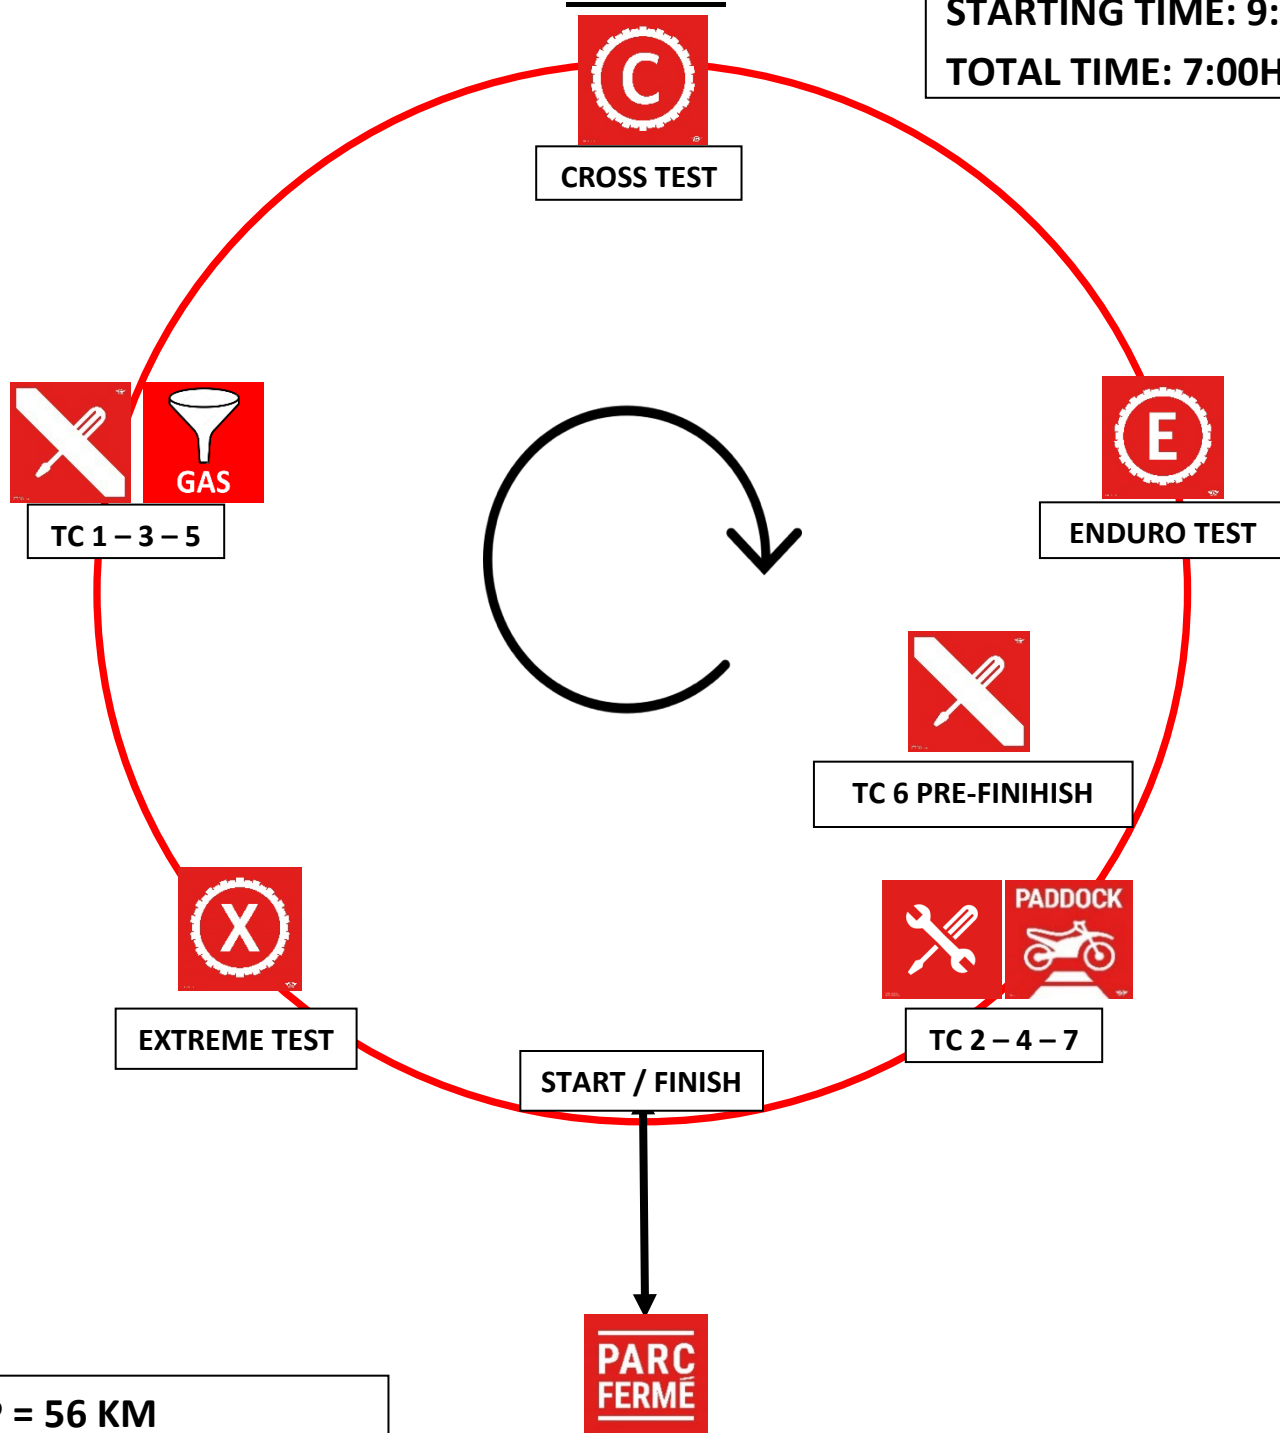 STARTING TIME: 9:
TOTAL TIME: 7:00H
C
CROSS TEST
E
ENDURO TEST
GAS
TC 1 – 3 – 5
TC 6 PRE-FINIHISH
X
EXTREME TEST
PADDOCK
TC 2 – 4 – 7
START / FINISH
PARC
FERMÉ
= 56 KM